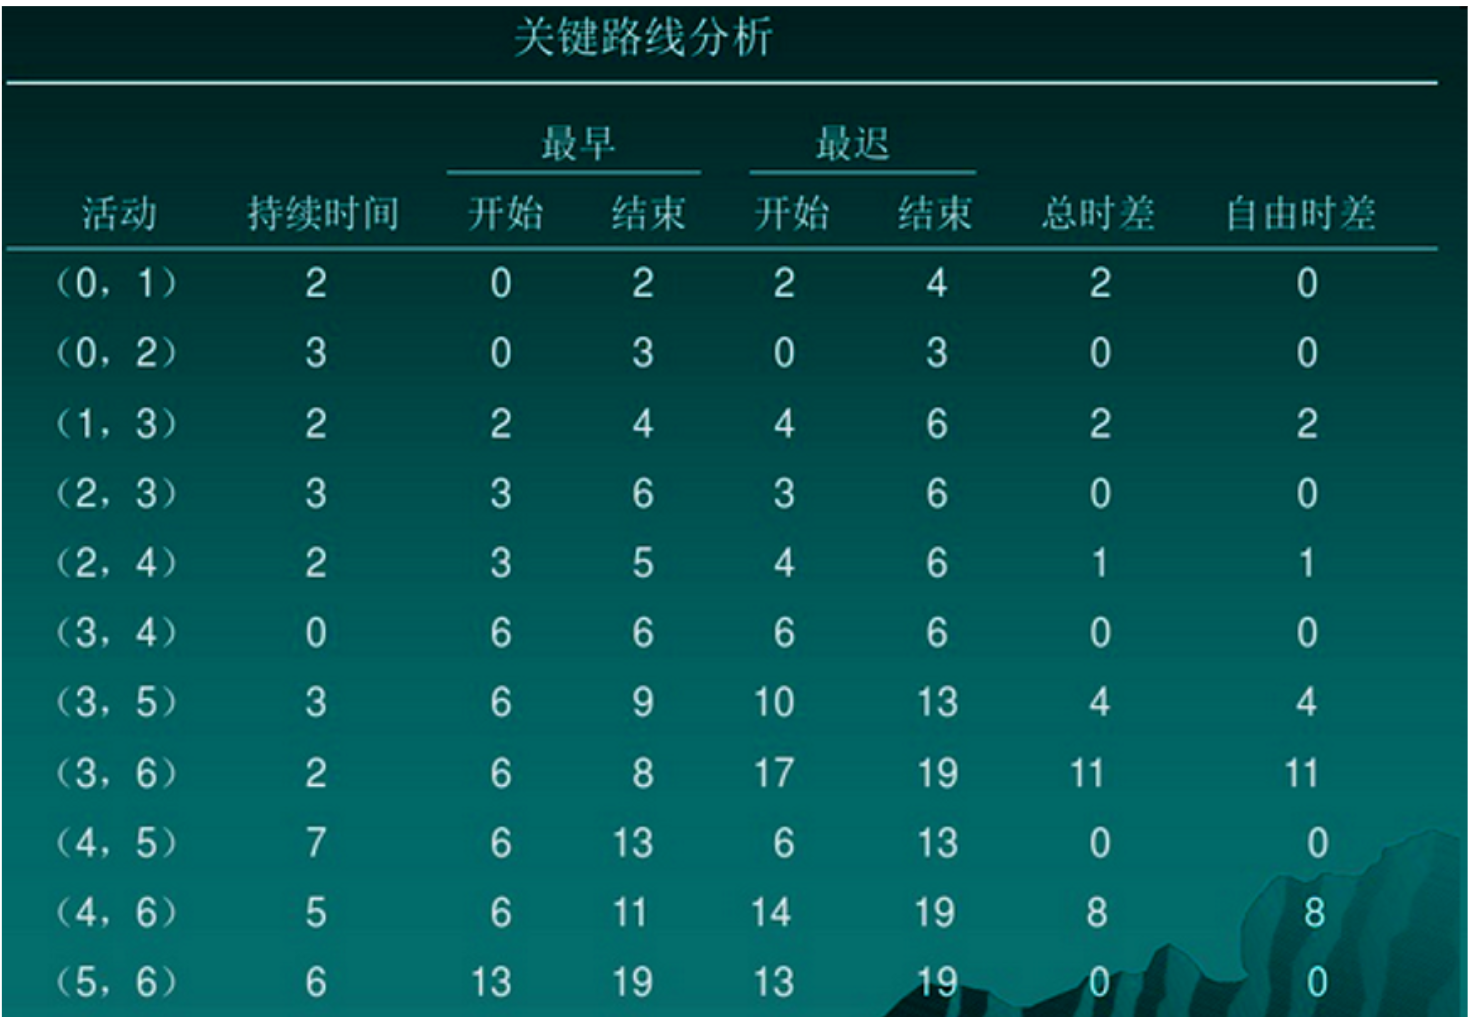 关键路线分析
最早 最迟
活动 持续时间 开始 结束 开始 结束 总时差 自由时差
(0，1) 2 0 2 2 4 2 0
(0，2) 3 0 3 0 3 0 0
(1，3) 2 2 4 4 6 2 2
(2，3) 3 3 6 3 6 0 0
(2，4) 2 3 5 4 6 1 1
(3，4) 0 6 6 6 6 0 0
(3，5) 3 6 9 10 13 4 4
(3，6) 2 6 8 17 19 11 11
(4，5) 7 6 13 6 13 0 0
(4，6) 5 6 11 14 19 8 8
(5，6) 6 13 19 13 19 0 0